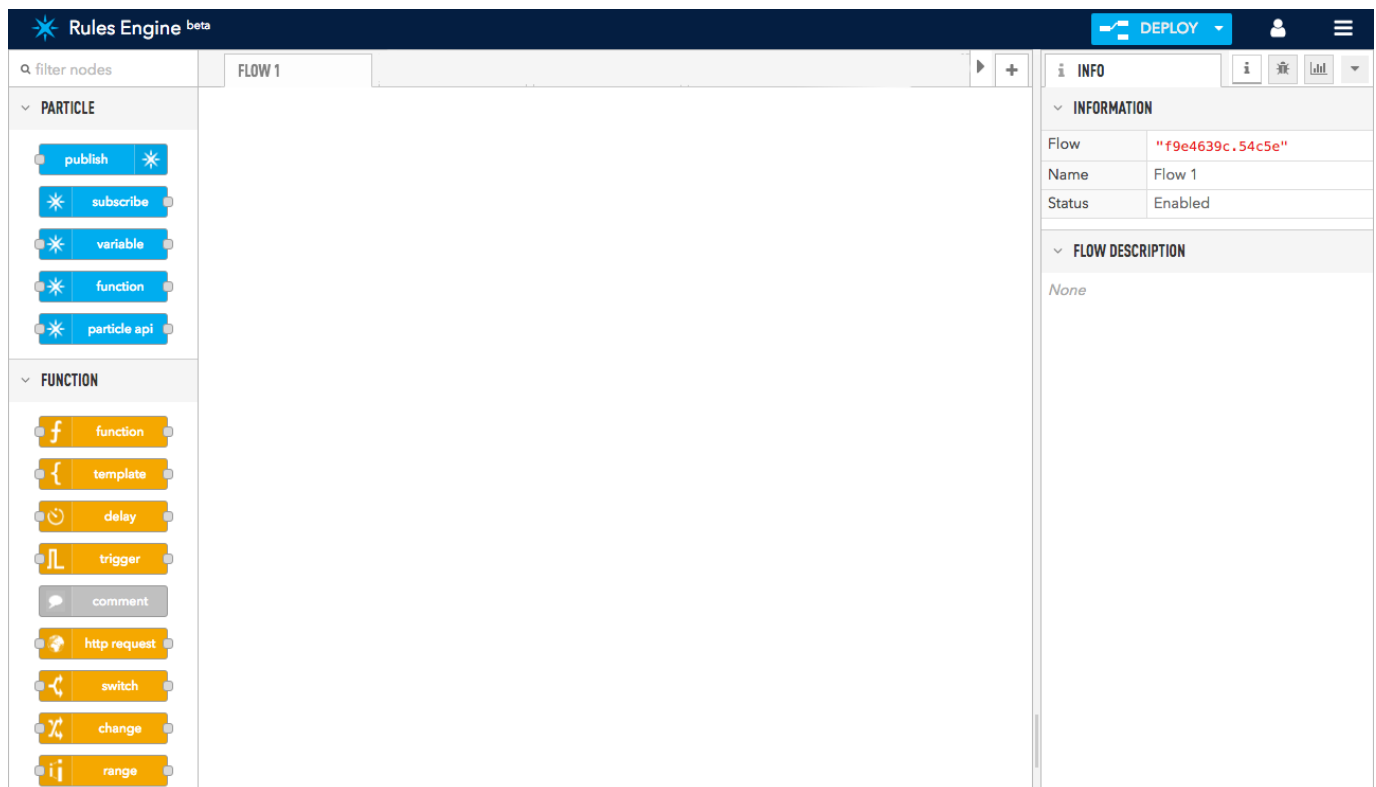 Rules Engine beta
DEPLOY
filter nodes
FLOW 1
i INFO
i
PARTICLE
publish
subscribe
variable
function
particle api
FUNCTION
function
template
delay
trigger
comment
http request
switch
change
range
INFORMATION
Flow "f9e4639c.54c5e"
Name Flow 1
Status Enabled
FLOW DESCRIPTION
None